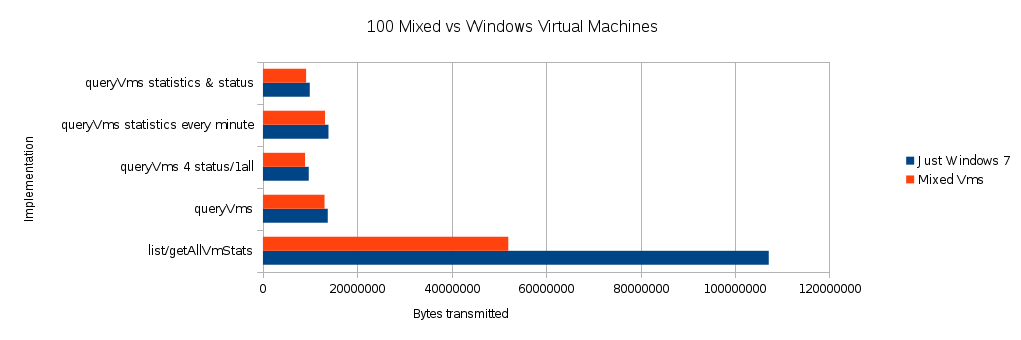 100 Mixed vs Windows Virtual Machines
Implementation
queryVms statistics & status
queryVms statistics every minute
queryVms 4 status/1all
queryVms
list/getAllVmStats
0
20000000
40000000
60000000
80000000
100000000
120000000
Bytes transmitted
Just Windows 7
Mixed Vms